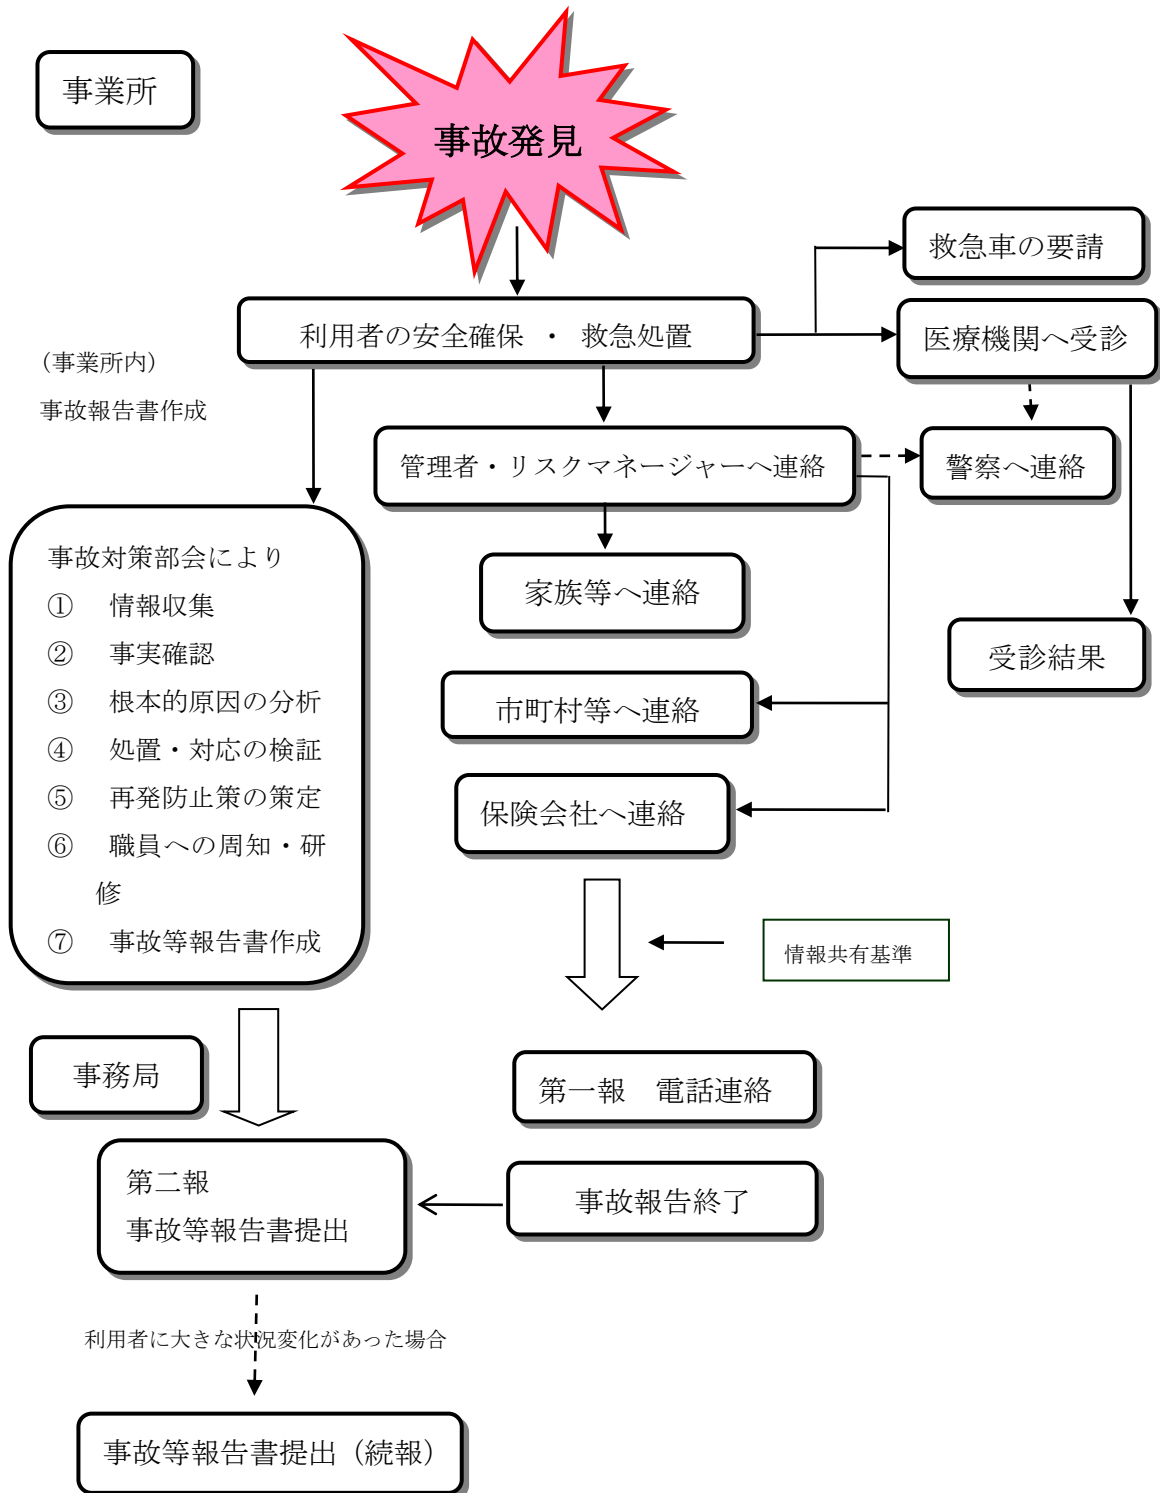 事業所
事故発見
救急車の要請
利用者の安全確保 ・ 救急処置
医療機関へ受診
(事業所内)
事故報告書作成
管理者・リスクマネージャーへ連絡
警察へ連絡
事故対策部会により
① 情報収集
② 事実確認
③ 根本的原因の分析
④ 処置・対応の検証
⑤ 再発防止策の策定
⑥ 職員への周知・研
修
⑦ 事故等報告書作成
家族等へ連絡
受診結果
市町村等へ連絡
保険会社へ連絡
情報共有基準
事務局
第一報 電話連絡
第二報
事故等報告書提出
事故報告終了
利用者に大きな状況変化があった場合
事故等報告書提出（続報）